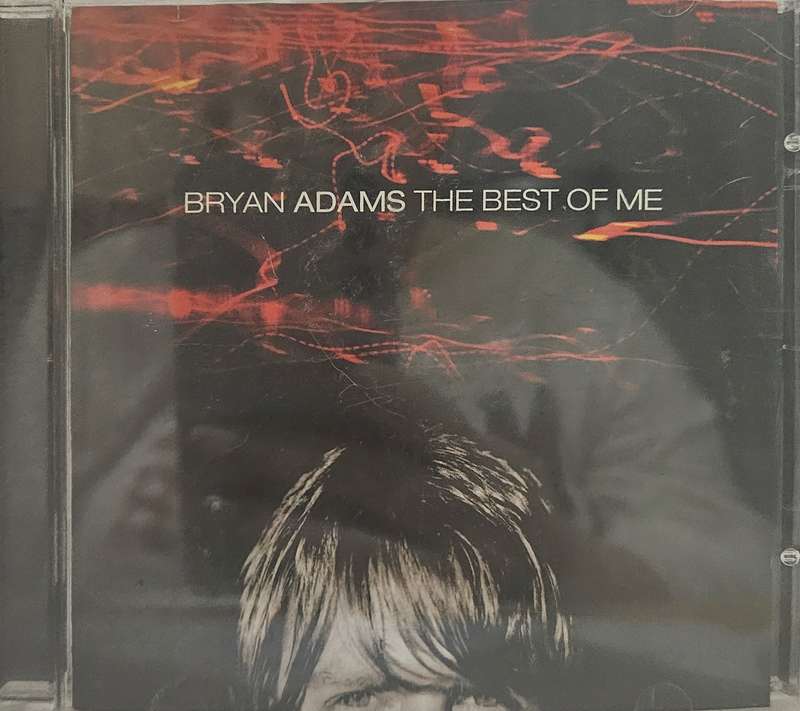 BRYAN ADAMS THE BEST OF ME